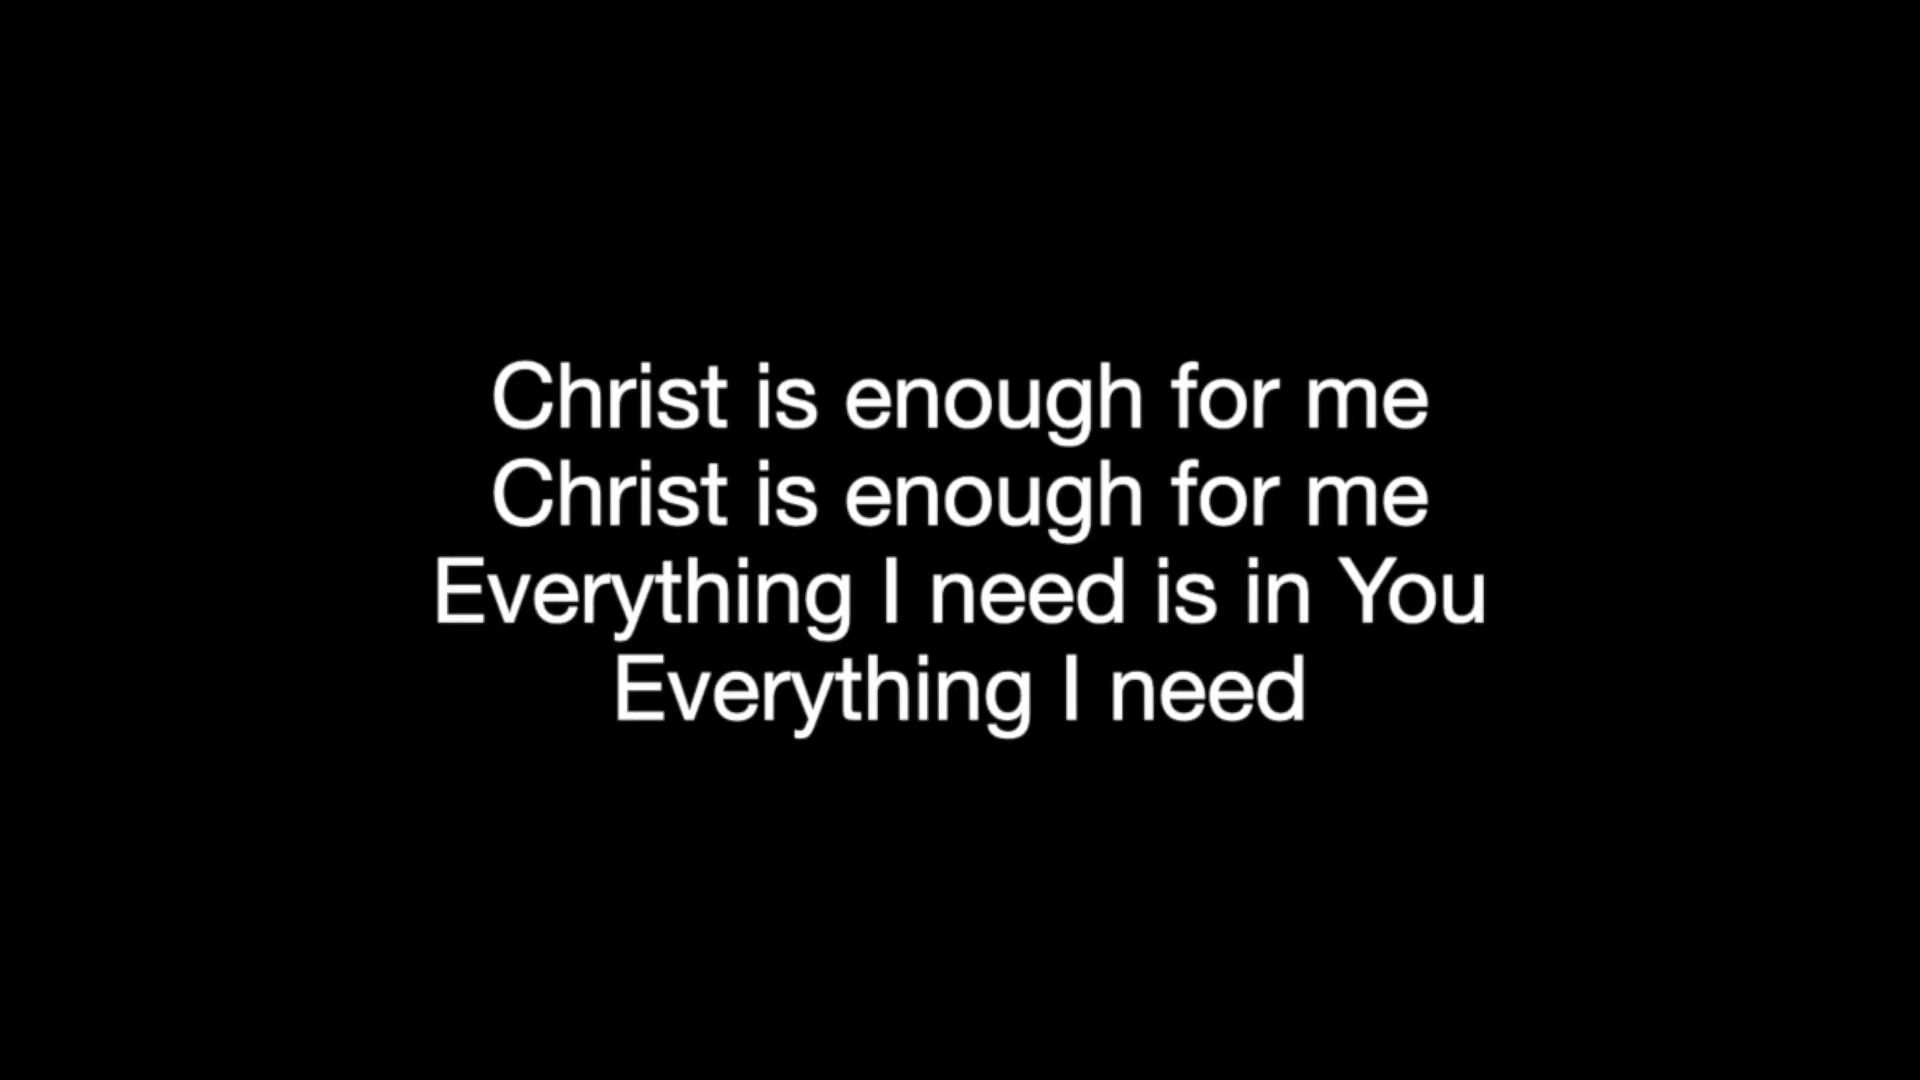 Christ is enough for me
Christ is enough for me
Everything I need is in You
Everything I need